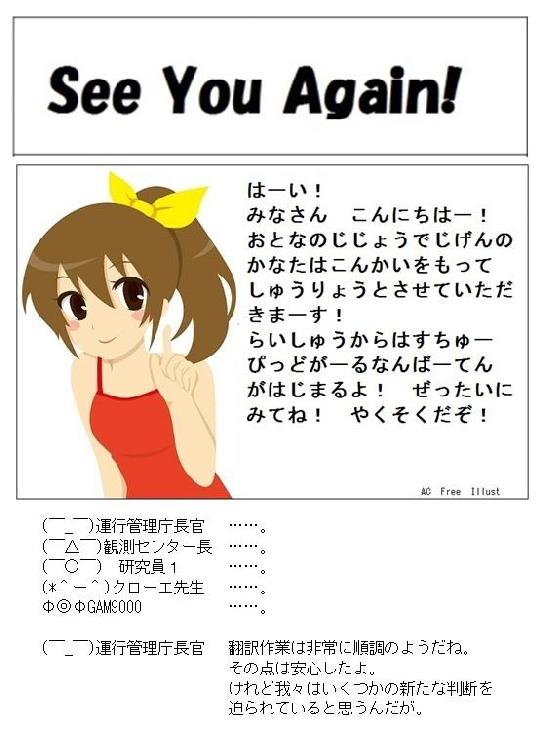 See You Again!
はーい！
みなさん　こんにちはー！
おとなのじじょうでじげんの
かなたはこんかいをもって
しゅうりょうとさせていただ
きまーす！
らいしゅうからはすちゅー
ぴっどがーるなんばーてん
がはじまるよ！　ぜったいに
みてね！　やくそくだぞ！
AC Free Illust
(￣_￣)運行管理庁長官　……。
(￣△￣)観測センター長　……。
(￣○￣)　研究員１　……。
(*＾ー＾)クローエ先生　……。
Φ◎ΦGAM9000　……。
(￣_￣)運行管理庁長官　翻訳作業は非常に順調のようだね。
その点は安心したよ。
けれど我々はいくつかの新たな判断を
迫られていると思うんだが。